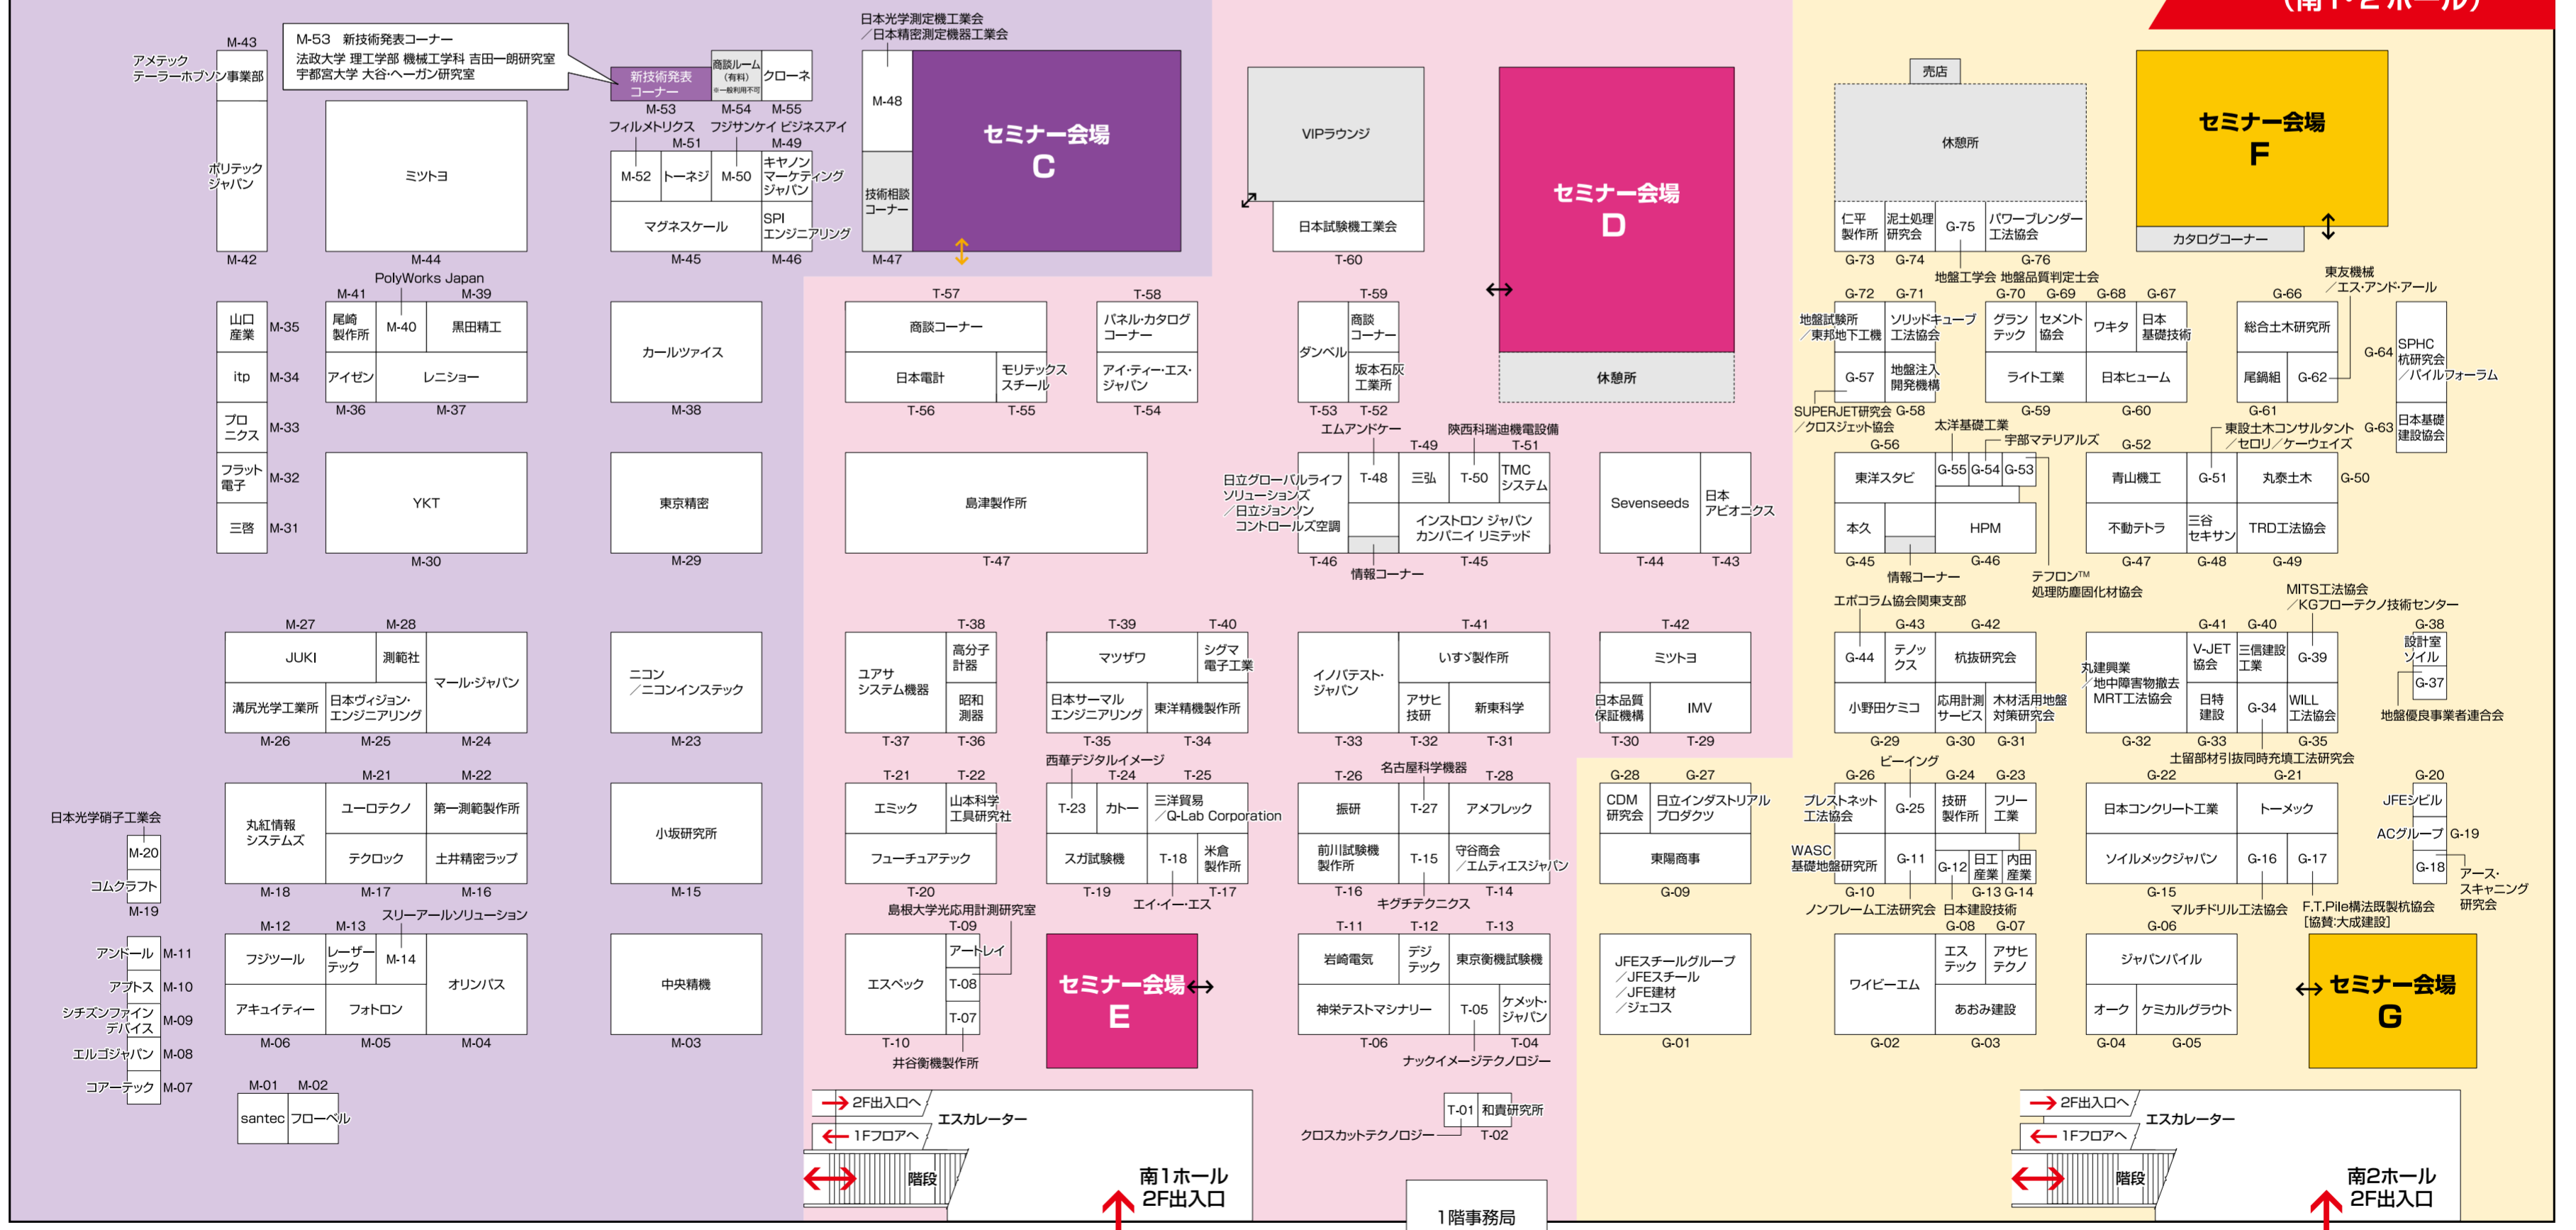 (南1・2ホール)
M-43
アメテック
テーラーホブソン事業部
ポリテック
ジャパン
M-42
M-53 新技術発表コーナー
法政大学 理工学部 機械工学科 吉田一朗研究室
宇都宮大学 大谷・ヘーガン研究室
ミツトヨ
M-44
新技術発表
コーナー
M-53
商談ルーム
(有料)
※一般利用不可
M-54
クローネ
M-55
フィルメトリクス
フジサンケイ ビジネスアイ
M-51
M-49
M-52
トーネジ
M-50
キヤノン
マーケティング
ジャパン
マグネスケール
SPI
エンジニアリング
M-45
M-46
日本光学測定機工業会
/日本精密測定機器工業会
M-48
技術相談
コーナー
M-47
セミナー会場
C
VIPラウンジ
日本試験機工業会
T-60
セミナー会場
D
休憩所
売店
休憩所
仁平
製作所
泥土処理
研究会
G-75
パワーブレンダー
工法協会
G-73
G-74
G-76
地盤工学会 地盤品質判定士会
セミナー会場
F
カタログコーナー
山口
産業
M-35
itp
M-34
プロ
ニクス
M-33
フラット
電子
M-32
三啓
M-31
PolyWorks Japan
M-41
M-39
尾崎
製作所
M-40
黒田精工
アイゼン
レニショー
M-36
M-37
カールツァイス
M-38
T-57
商談コーナー
日本電計
モリテックス
スチール
T-56
T-55
T-58
パネル・カタログ
コーナー
アイ・ティー・エス・
ジャパン
T-54
T-59
ダンベル
商談
コーナー
坂本石灰
工業所
T-53
T-52
G-72
G-71
地盤試験所
/東邦地下工機
ソリッドキューブ
工法協会
G-57
地盤注入
開発機構
SUPERJET研究会
/クロスジェット協会
G-58
G-70
G-69
G-68
G-67
グラン
テック
セメント
協会
ワキタ
日本
基礎技術
ライト工業
日本ヒューム
G-59
G-60
東友機械
/エス・アンド・アール
G-66
総合土木研究所
尾鍋組
G-62
G-61
G-64
SPHC
杭研究会
/パイルフォーラム
G-63
日本基礎
建設協会
YKT
M-30
東京精密
M-29
島津製作所
T-47
エムアンドケー
陝西科瑞迪機電設備
T-49
T-51
日立グローバルライフ
ソリューションズ
/日立ジョンソン
コントロールズ空調
T-48
三弘
T-50
TMC
システム
インストロン ジャパン
カンパニイ リミテッド
T-46
T-45
情報コーナー
Sevenseeds
日本
アビオニクス
T-44
T-43
太洋基礎工業
宇部マテリアルズ
G-56
東洋スタビ
G-55
G-54
G-53
本久
HPM
G-45
G-46
情報コーナー
テフロン™
処理防塵固化材協会
東設土木コンサルタント
/セロリ/ケーウェイズ
G-52
青山機工
G-51
丸泰土木
G-50
不動テトラ
三谷
セキサン
TRD工法協会
G-47
G-48
G-49
M-27
M-28
JUKI
測範社
マール・ジャパン
溝尻光学工業所
日本ヴィジョン・
エンジニアリング
M-26
M-25
M-24
ニコン
/ニコンインステック
M-23
T-38
ユアサ
システム機器
高分子
計器
昭和
測器
T-37
T-36
T-39
T-40
マツザワ
シグマ
電子工業
日本サーマル
エンジニアリング
東洋精機製作所
T-35
T-34
T-41
イノバテスト・
ジャパン
いすゞ製作所
アサヒ
技研
新東科学
T-33
T-32
T-31
T-42
ミツトヨ
日本品質
保証機構
IMV
T-30
T-29
エポコラム協会関東支部
G-43
G-42
G-44
テノッ
クス
杭抜研究会
小野田ケミコ
応用計測
サービス
木材活用地盤
対策研究会
G-29
G-30
G-31
MITS工法協会
/KGフローテクノ技術センター
G-41
G-40
丸建興業
/地中障害物撤去
MRT工法協会
V-JET
協会
三信建設
工業
G-39
日特
建設
G-34
WILL
工法協会
G-32
G-33
G-35
土留部材引抜同時充填工法研究会
G-38
設計室
ソイル
G-37
地盤優良事業者連合会
日本光学硝子工業会
M-20
コムクラフト
M-19
M-21
M-22
丸紅情報
システムズ
ユーロテクノ
第一測範製作所
テクロック
土井精密ラップ
M-18
M-17
M-16
小坂研究所
M-15
T-21
T-22
エミック
山本科学
工具研究社
フューチュアテック
T-20
西華デジタルイメージ
T-24
T-25
T-23
カトー
三洋貿易
/Q-Lab Corporation
スガ試験機
T-18
米倉
製作所
T-19
T-17
エイ・イー・エス
名古屋科学機器
T-26
T-28
振研
T-27
アメフレック
前川試験機
製作所
T-15
守谷商会
/エムティエスジャパン
T-16
T-14
キグチテクニクス
G-28
G-27
CDM
研究会
日立インダストリアル
プロダクツ
東陽商事
G-09
ビーイング
G-26
G-24
G-23
プレストネット
工法協会
G-25
技研
製作所
フリー
工業
WASC
基礎地盤研究所
G-11
G-12
日工
産業
内田
産業
G-10
G-13
G-14
ノンフレーム工法研究会
日本建設技術
G-22
G-21
日本コンクリート工業
トーメック
ソイルメックジャパン
G-16
G-17
G-15
マルチドリル工法協会
F.T.Pile構法既製杭協会
[協賛:大成建設]
G-20
JFEシビル
ACグループ
G-19
G-18
アース・
スキャニング
研究会
アンドール
M-11
アプトス
M-10
シチズンファイン
デバイス
M-09
エルゴジャパン
M-08
コアーテック
M-07
スリーアールソリューション
M-12
M-13
フジツール
レーザー
テック
M-14
オリンパス
アキュイティー
フォトロン
M-06
M-05
M-04
中央精機
M-03
島根大学光応用計測研究室
T-09
エスペック
アートレイ
T-08
T-07
T-10
井谷衡機製作所
セミナー会場
E
T-11
T-12
T-13
岩崎電気
デジ
テック
東京衡機試験機
神栄テストマシナリー
T-05
ケメット・
ジャパン
T-06
T-04
ナックイメージテクノロジー
JFEスチールグループ
/JFEスチール
/JFE建材
/ジェコス
G-01
G-08
G-07
ワイビーエム
エス
テック
アサヒ
テクノ
あおみ建設
G-02
G-03
G-06
ジャパンパイル
オーク
ケミカルグラウト
G-04
G-05
セミナー会場
G
M-01
M-02
santec
フローベル
2F出入口へ
1Fフロアへ
エスカレーター
階段
南1ホール
2F出入口
T-01
和貴研究所
クロスカットテクノロジー
T-02
1階事務局
2F出入口へ
1Fフロアへ
エスカレーター
階段
南2ホール
2F出入口